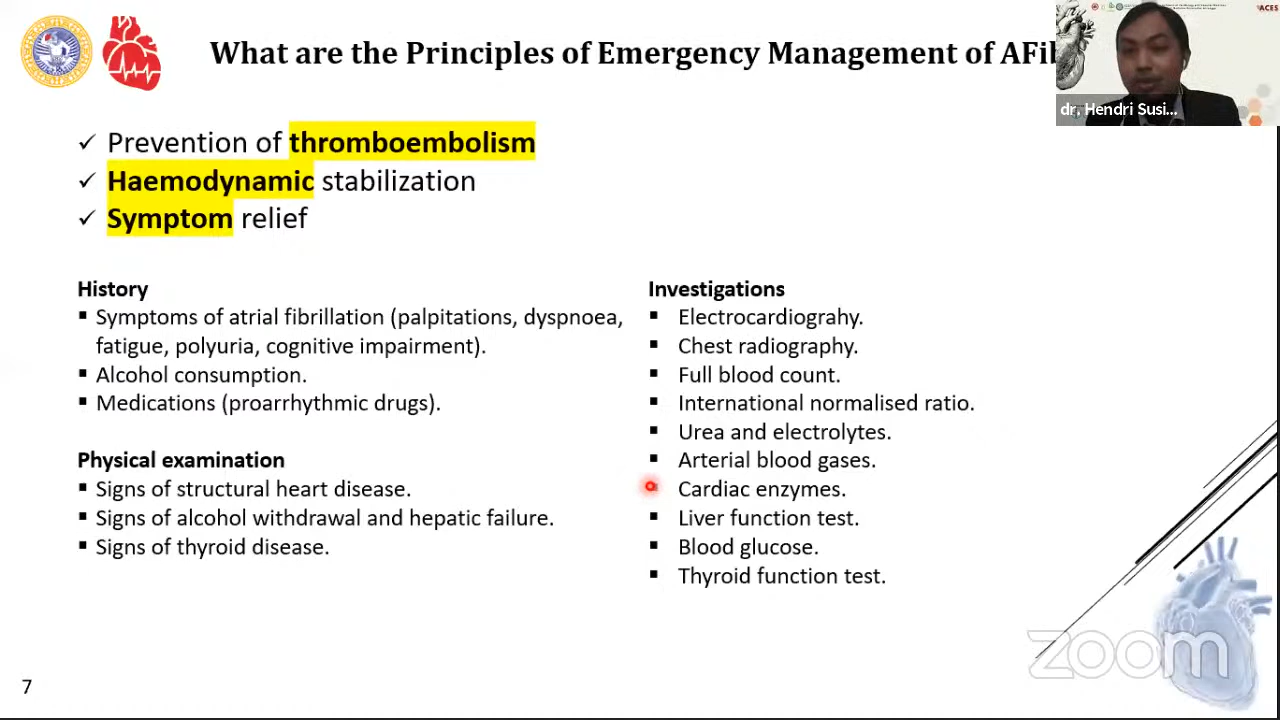 What are the Principles of Emergency Management of AFib
dr, Hendri Susi...
ACES
✓ Prevention of thromboembolism
✓ Haemodynamic stabilization
✓ Symptom relief
History
▪ Symptoms of atrial fibrillation (palpitations, dyspnoea,
fatigue, polyuria, cognitive impairment).
▪ Alcohol consumption.
▪ Medications (proarrhythmic drugs).
Physical examination
▪ Signs of structural heart disease.
▪ Signs of alcohol withdrawal and hepatic failure.
▪ Signs of thyroid disease.
Investigations
▪ Electrocardiograhy.
▪ Chest radiography.
▪ Full blood count.
▪ International normalised ratio.
▪ Urea and electrolytes.
▪ Arterial blood gases.
Cardiac enzymes.
▪ Liver function test.
▪ Blood glucose.
▪ Thyroid function test.
zoom
7